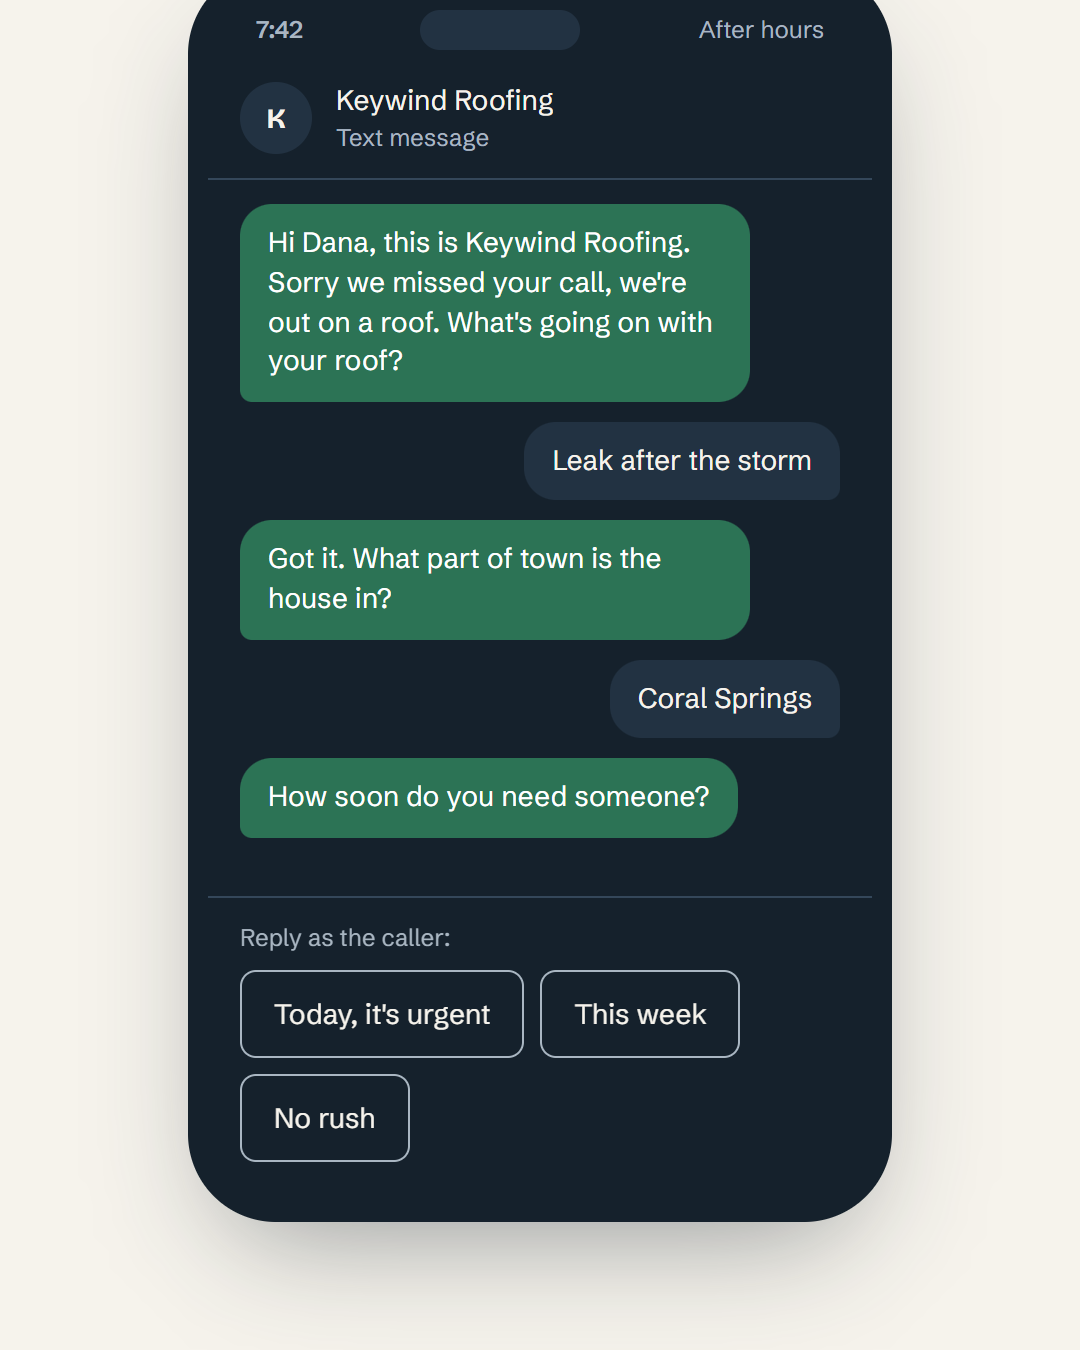 7:42
After hours
K
Keywind Roofing
Text message
Hi Dana, this is Keywind Roofing.
Sorry we missed your call, we're
out on a roof. What's going on with
your roof?
Leak after the storm
Got it. What part of town is the
house in?
Coral Springs
How soon do you need someone?
Reply as the caller:
Today, it's urgent
This week
No rush